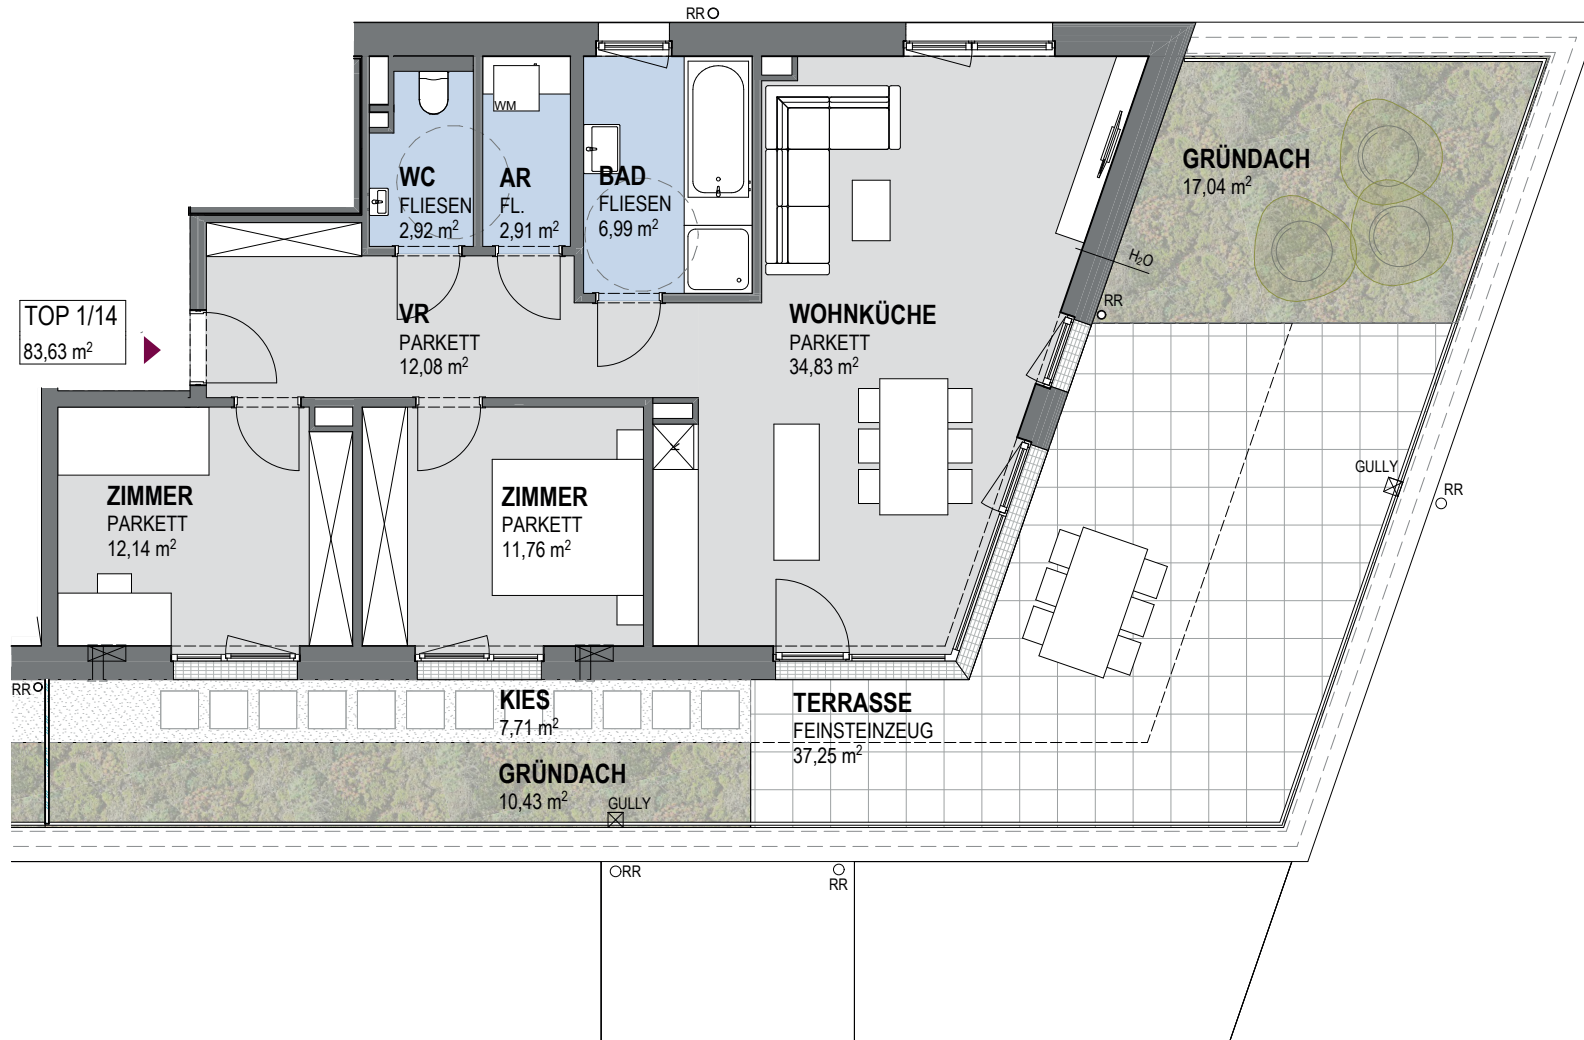 RR
WC
FLIESEN
2,92 m²
AR
FL.
2,91 m²
WM
BAD
FLIESEN
6,99 m²
GRÜNDACH
17,04 m²
H₂O
RR
TOP 1/14
83,63 m²
VR
PARKETT
12,08 m²
WOHNKÜCHE
PARKETT
34,83 m²
ZIMMER
PARKETT
12,14 m²
ZIMMER
PARKETT
11,76 m²
GULLY
RR
RR
KIES
7,71 m²
TERRASSE
FEINSTEINZEUG
37,25 m²
GRÜNDACH
10,43 m²
GULLY
RR
RR